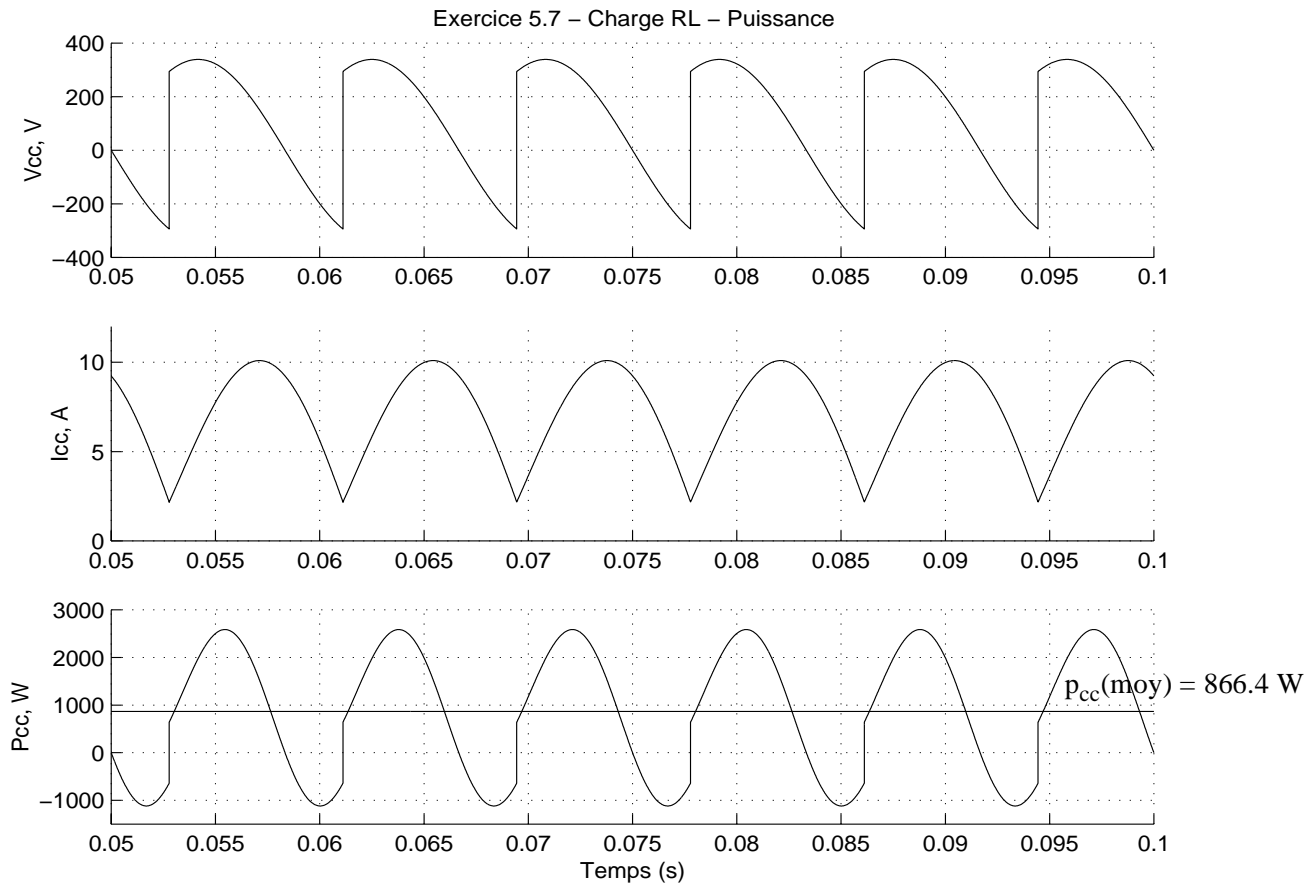 Exercice 5.7 – Charge RL – Puissance
400
200
0
−200
−400
Vcc, V
0.05 0.055 0.06 0.065 0.07 0.075 0.08 0.085 0.09 0.095 0.1
10
5
0
Icc, A
0.05 0.055 0.06 0.065 0.07 0.075 0.08 0.085 0.09 0.095 0.1
3000
2000
1000
0
−1000
Pcc, W
pcc(moy) = 866.4 W
0.05 0.055 0.06 0.065 0.07 0.075 0.08 0.085 0.09 0.095 0.1
Temps (s)